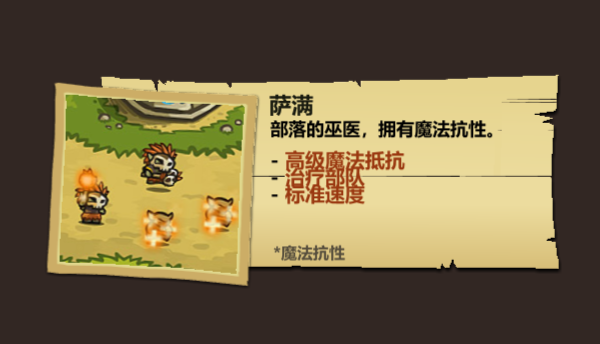 萨满
部落的巫医，拥有魔法抗性。
- 高级魔法抵抗
- 治疗部队
- 标准速度
*魔法抗性